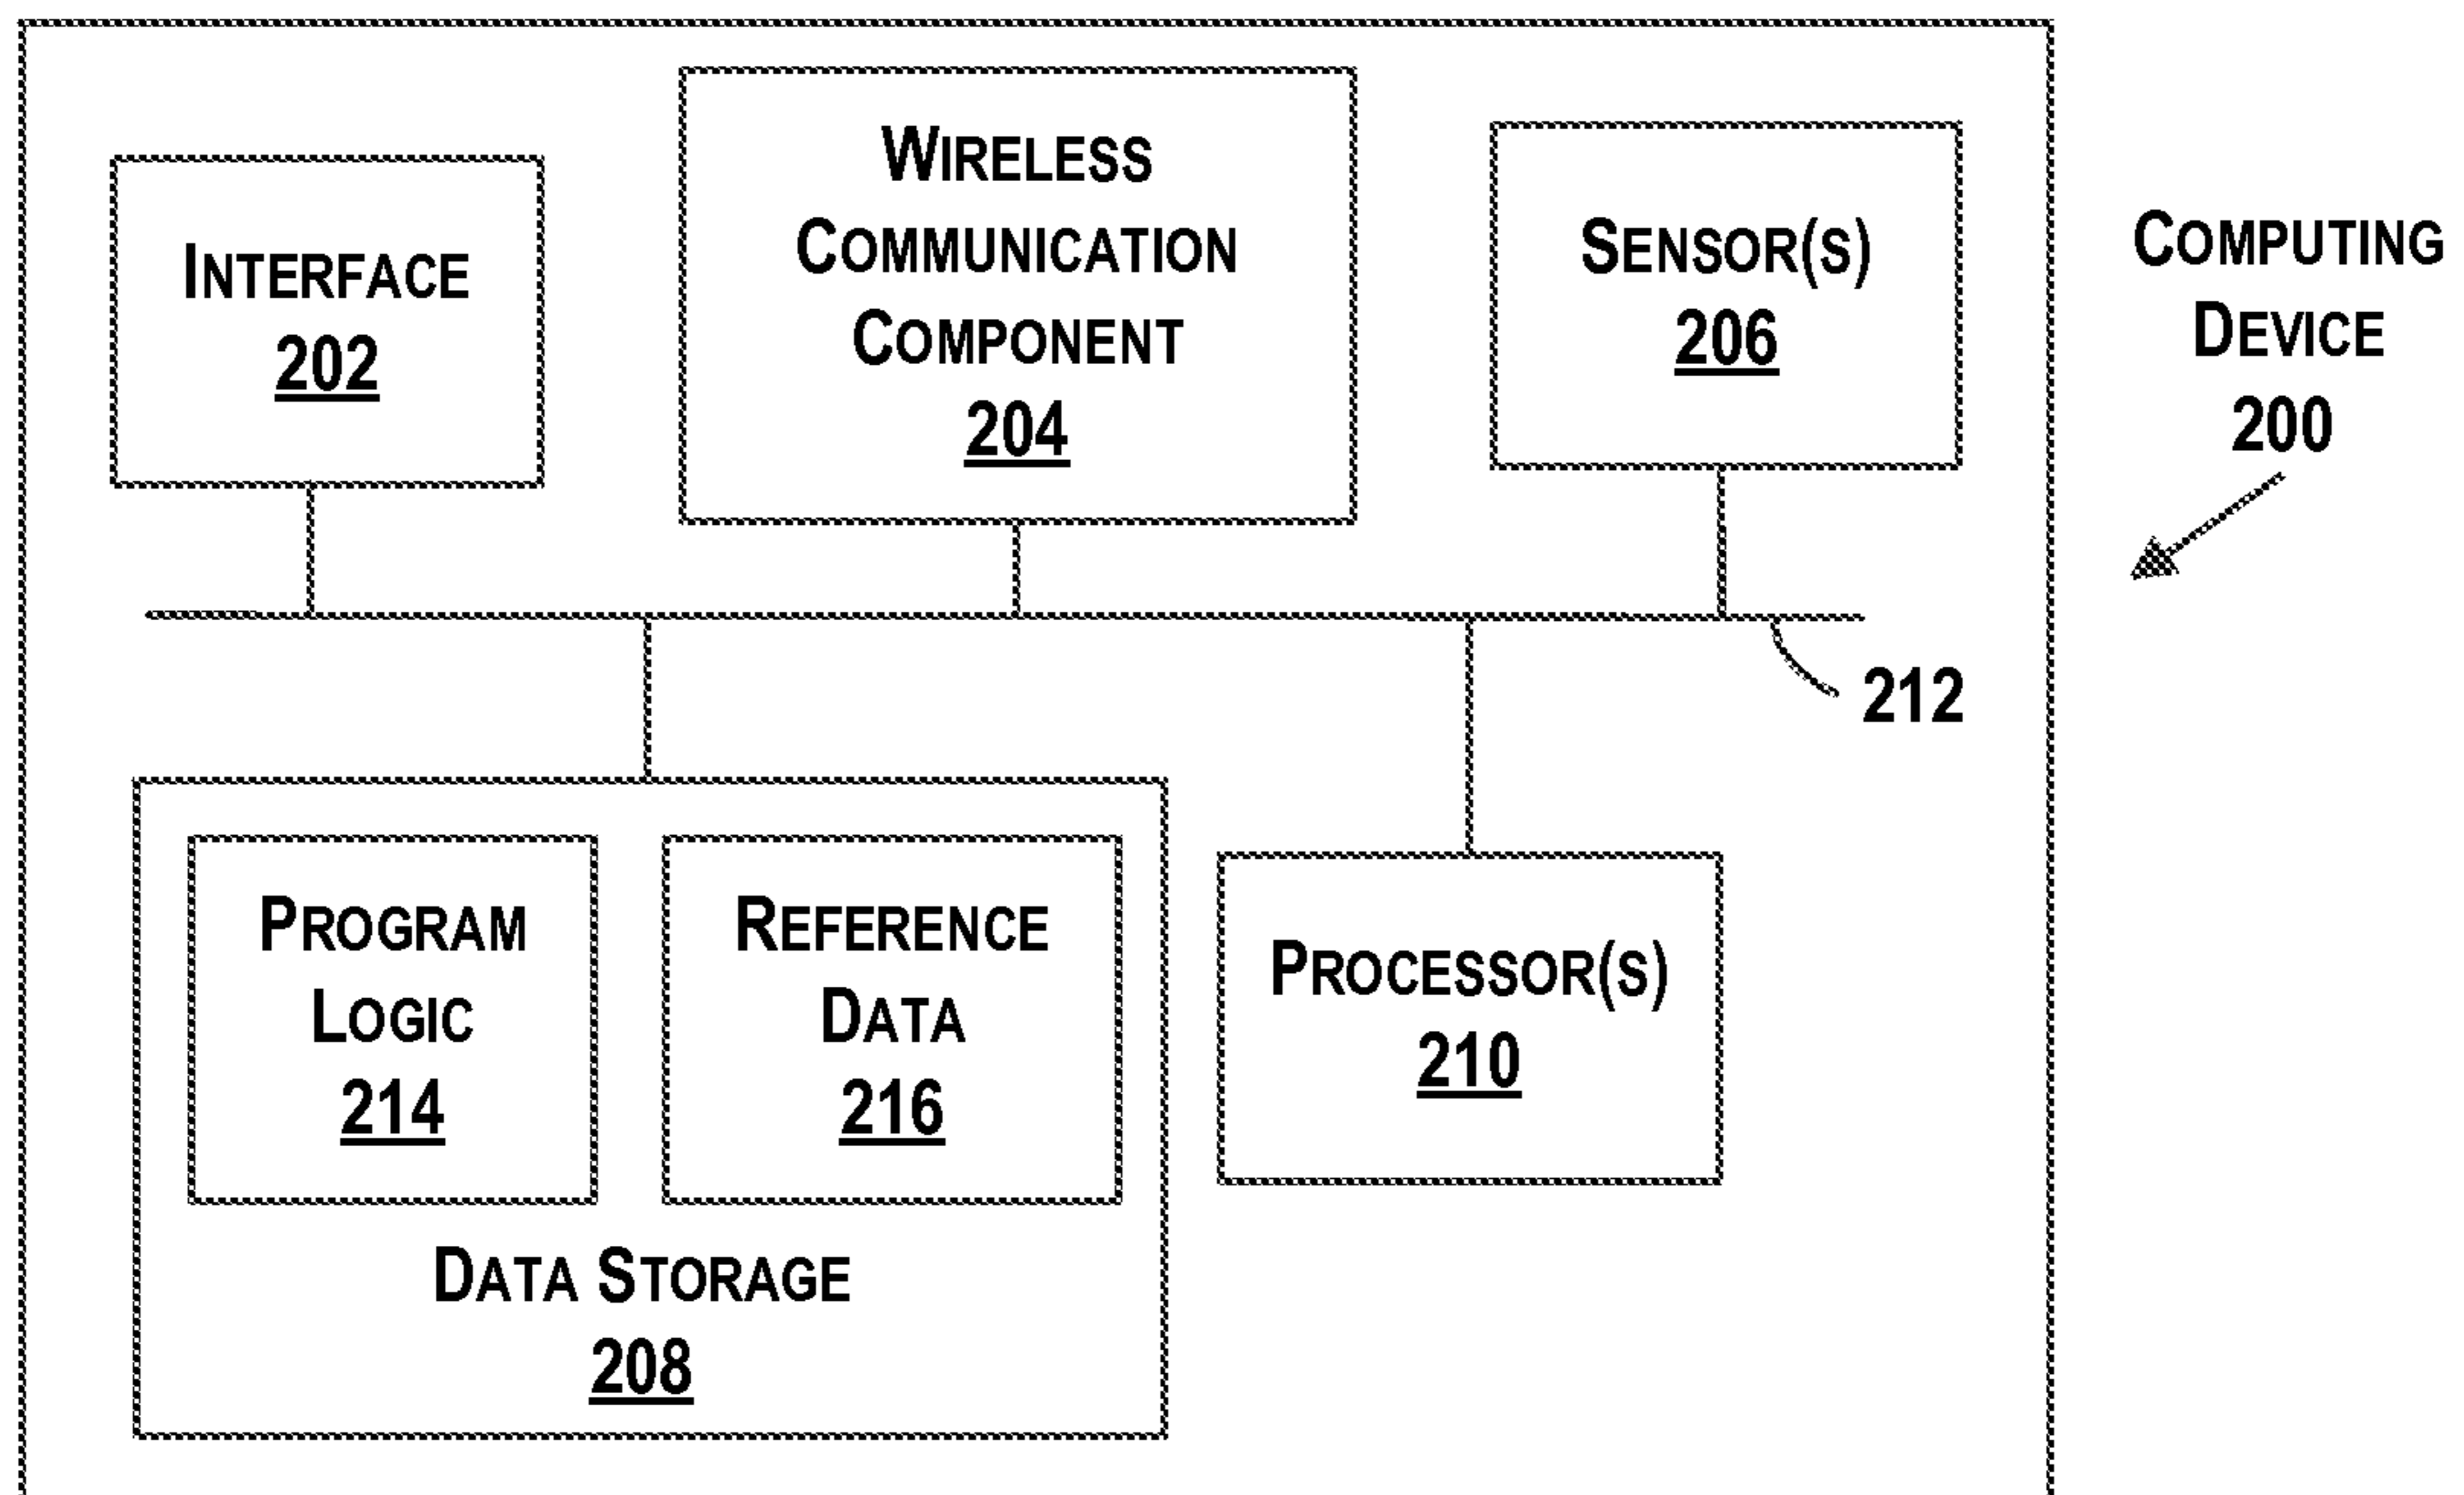 INTERFACE
202
WIRELESS
COMMUNICATION
COMPONENT
204
SENSOR(S)
206
COMPUTING
DEVICE
200
212
PROGRAM
LOGIC
214
REFERENCE
DATA
216
DATA STORAGE
208
PROCESSOR(S)
210